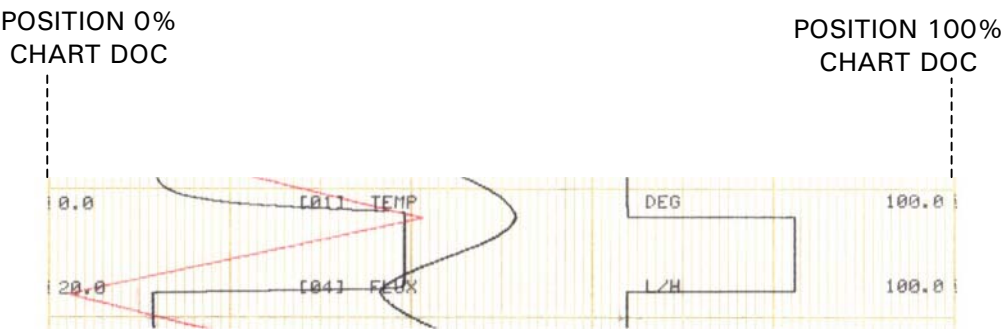 POSITION 0%
CHART DOC
POSITION 100%
CHART DOC
0.0 [01] TEMP DEG 100.0
20.0 [04] FLUX L/H 100.0